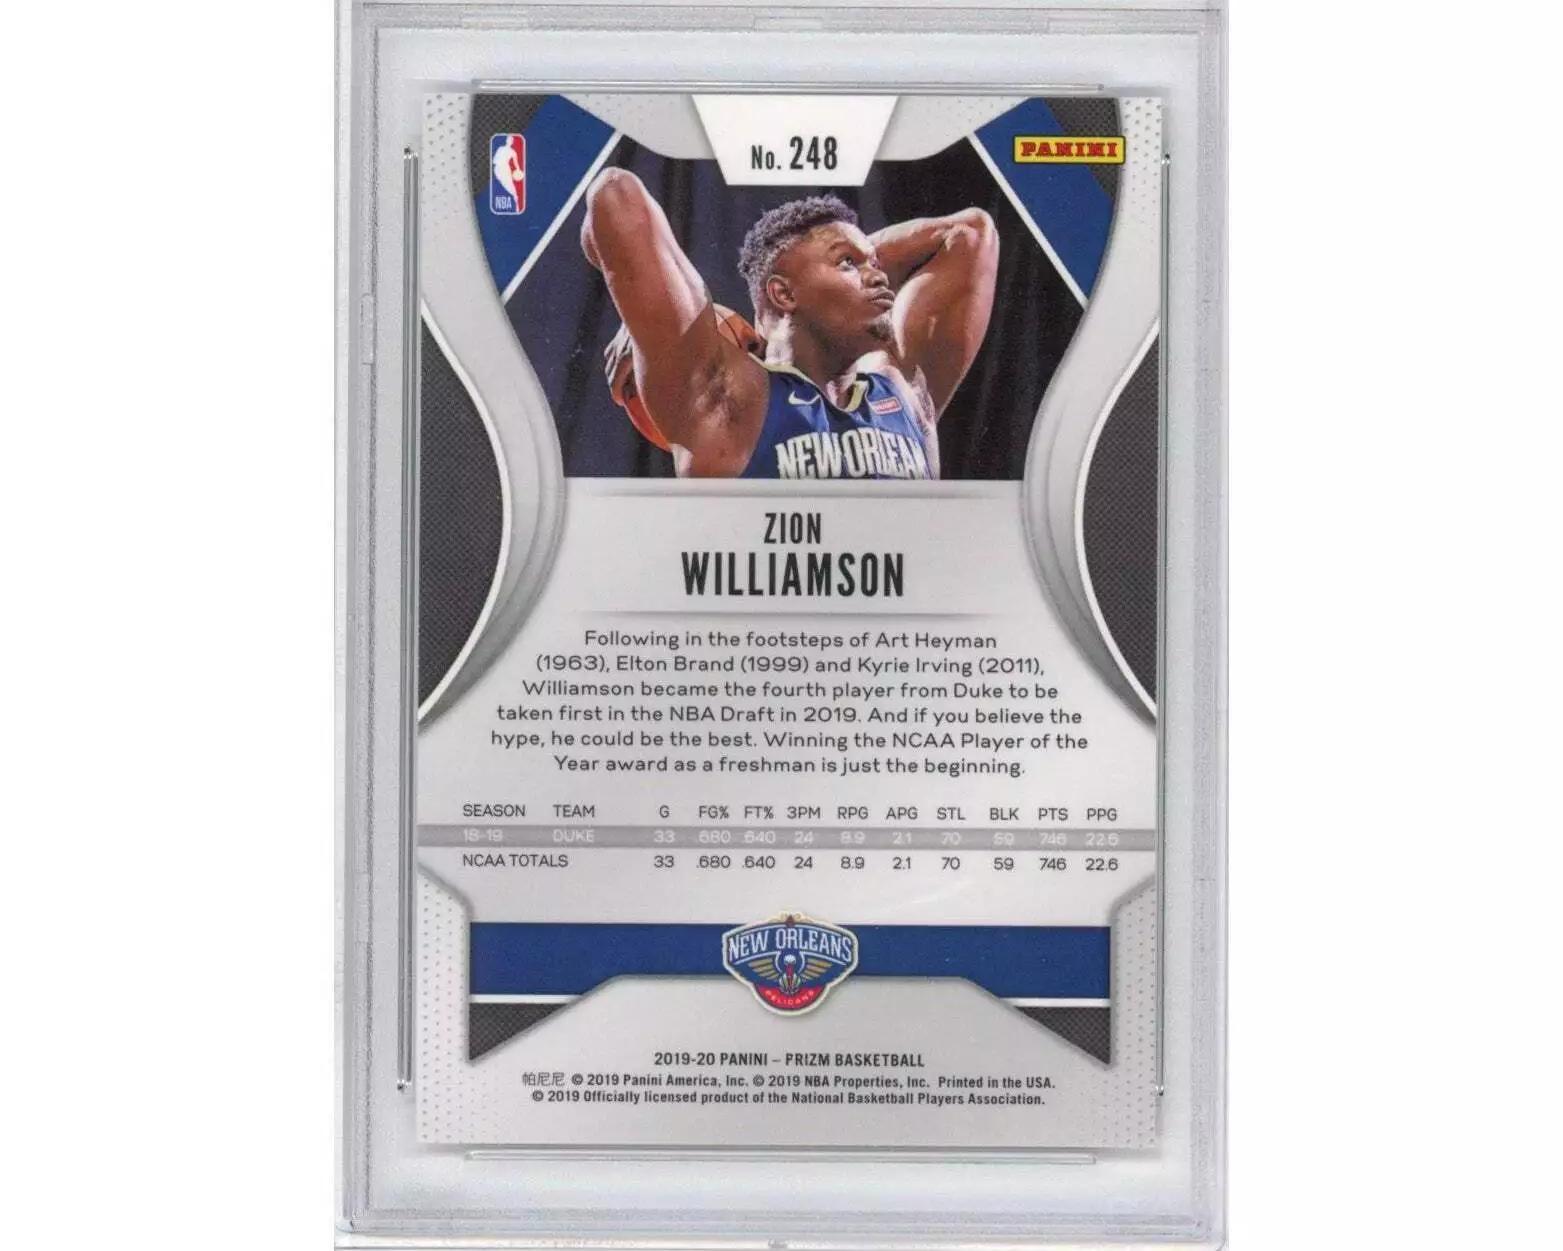 No. 248
NBA
PANINI
NEW ORLEAN
ZION
WILLIAMSON
Following in the footsteps of Art Heyman
(1963), Elton Brand (1999) and Kyrie Irving (2011),
Williamson became the fourth player from Duke to be
taken first in the NBA Draft in 2019. And if you believe the
hype, he could be the best. Winning the NCAA Player of the
Year award as a freshman is just the beginning.
SEASON TEAM G FG% FT% 3PM RPG APG STL BLK PTS PPG
18-19 DUKE 33 .680 .640 24 8.9 2.1 70 59 746 22.6
NCAA TOTALS 33 .680 .640 24 8.9 2.1 70 59 746 22.6
NEW ORLEANS
PELICANS
2019-20 PANINI – PRIZM BASKETBALL
帕尼尼 © 2019 Panini America, Inc. © 2019 NBA Properties, Inc. Printed in the USA.
© 2019 Officially licensed product of the National Basketball Players Association.